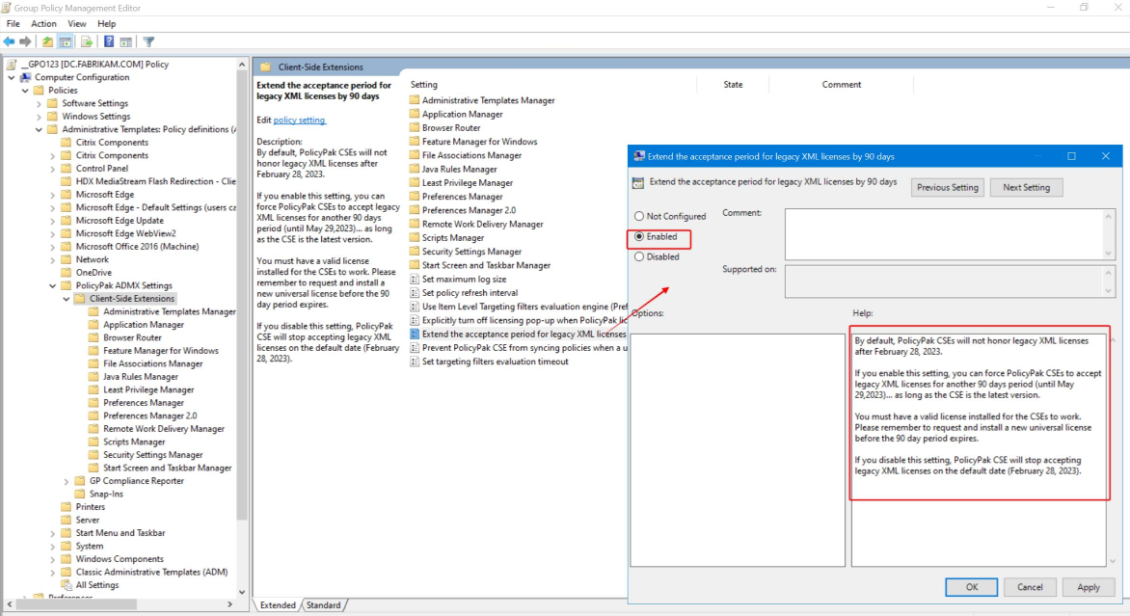 Group Policy Management Editor
File Action View Help
__GPO123 [DC.FABRIKAM.COM] Policy
Computer Configuration
Policies
Software Settings
Windows Settings
Administrative Templates: Policy definitions (
Citrix Components
Citrix Components
Control Panel
HDX MediaStream Flash Redirection - Clie
Microsoft Edge
Microsoft Edge - Default Settings (users ca
Microsoft Edge Update
Microsoft Edge WebView2
Microsoft Office 2016 (Machine)
Network
OneDrive
PolicyPak ADMX Settings
Client-Side Extensions
Administrative Templates Manager
Application Manager
Browser Router
Feature Manager for Windows
File Associations Manager
Java Rules Manager
Least Privilege Manager
Preferences Manager
Preferences Manager 2.0
Remote Work Delivery Manager
Scripts Manager
Security Settings Manager
Start Screen and Taskbar Manager
GP Compliance Reporter
Snap-Ins
Printers
Server
Start Menu and Taskbar
System
Windows Components
Classic Administrative Templates (ADM)
All Settings
Preferences
Client-Side Extensions
Extend the acceptance period for
legacy XML licenses by 90 days
Edit policy setting
Description:
By default, PolicyPak CSEs will not
honor legacy XML licenses after
February 28, 2023.
If you enable this setting, you can
force PolicyPak CSEs to accept legacy
XML licenses for another 90 days
period (until May 29,2023)... as long
as the CSE is the latest version.
You must have a valid license
installed for the CSEs to work. Please
remember to request and install a
new universal license before the 90
day period expires.
If you disable this setting, PolicyPak
CSE will stop accepting legacy XML
licenses on the default date (February
28, 2023).
Setting State Comment
Administrative Templates Manager
Application Manager
Browser Router
Feature Manager for Windows
File Associations Manager
Java Rules Manager
Least Privilege Manager
Preferences Manager
Preferences Manager 2.0
Remote Work Delivery Manager
Scripts Manager
Security Settings Manager
Start Screen and Taskbar Manager
Set maximum log size
Set policy refresh interval
Use Item Level Targeting filters evaluation engine (Pref
Explicitly turn off licensing pop-up when PolicyPak lic
Extend the acceptance period for legacy XML licenses
Prevent PolicyPak CSE from syncing policies when a u
Set targeting filters evaluation timeout
Extended Standard
Extend the acceptance period for legacy XML licenses by 90 days
Extend the acceptance period for legacy XML licenses by 90 days
Previous Setting Next Setting
Not Configured
Enabled
Disabled
Comment:
Supported on:
Options:
Help:
By default, PolicyPak CSEs will not honor legacy XML licenses
after February 28, 2023.
If you enable this setting, you can force PolicyPak CSEs to accept
legacy XML licenses for another 90 days period (until May
29,2023)... as long as the CSE is the latest version.
You must have a valid license installed for the CSEs to work.
Please remember to request and install a new universal license
before the 90 day period expires.
If you disable this setting, PolicyPak CSE will stop accepting
legacy XML licenses on the default date (February 28, 2023).
OK Cancel Apply